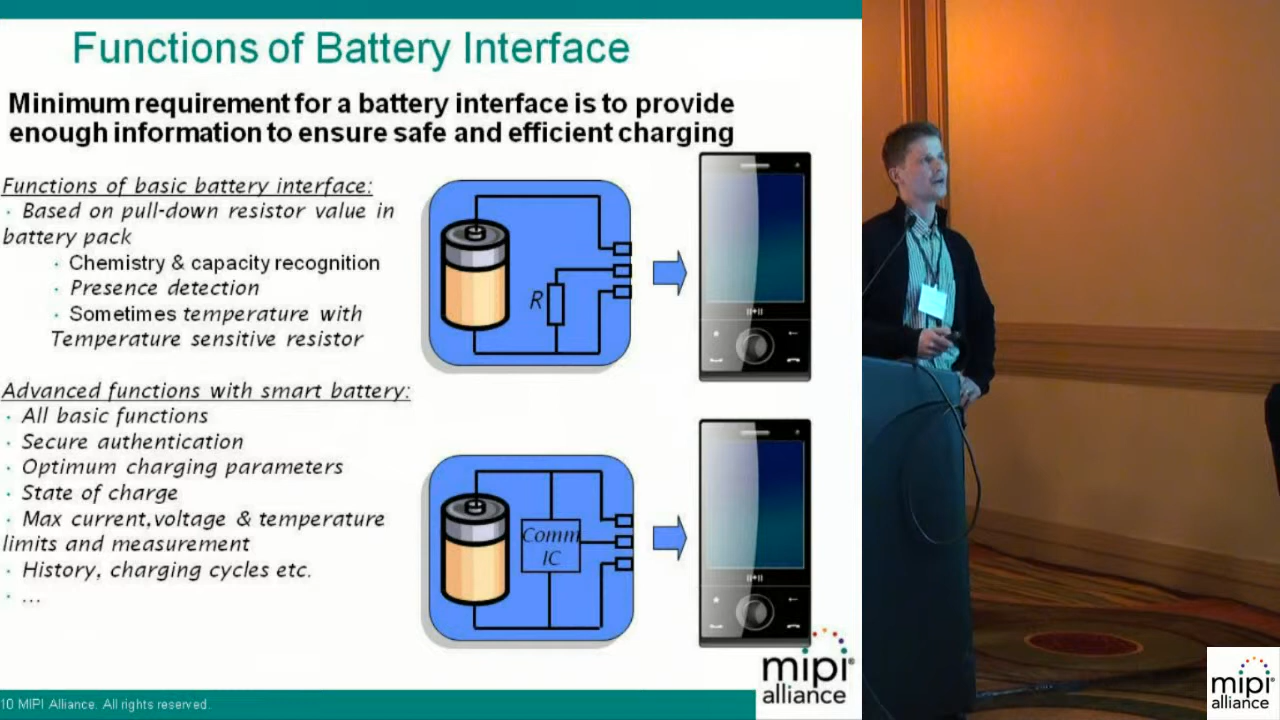 Functions of Battery Interface
Minimum requirement for a battery interface is to provide
enough information to ensure safe and efficient charging
Functions of basic battery interface:
· Based on pull-down resistor value in
battery pack
· Chemistry & capacity recognition
· Presence detection
· Sometimes temperature with
Temperature sensitive resistor
R
Advanced functions with smart battery:
· All basic functions
· Secure authentication
· Optimum charging parameters
· State of charge
· Max current,voltage & temperature
limits and measurement
· History, charging cycles etc.
· ...
Comm
IC
mipi®
alliance
10 MIPI Alliance. All rights reserved.
mipi®
alliance